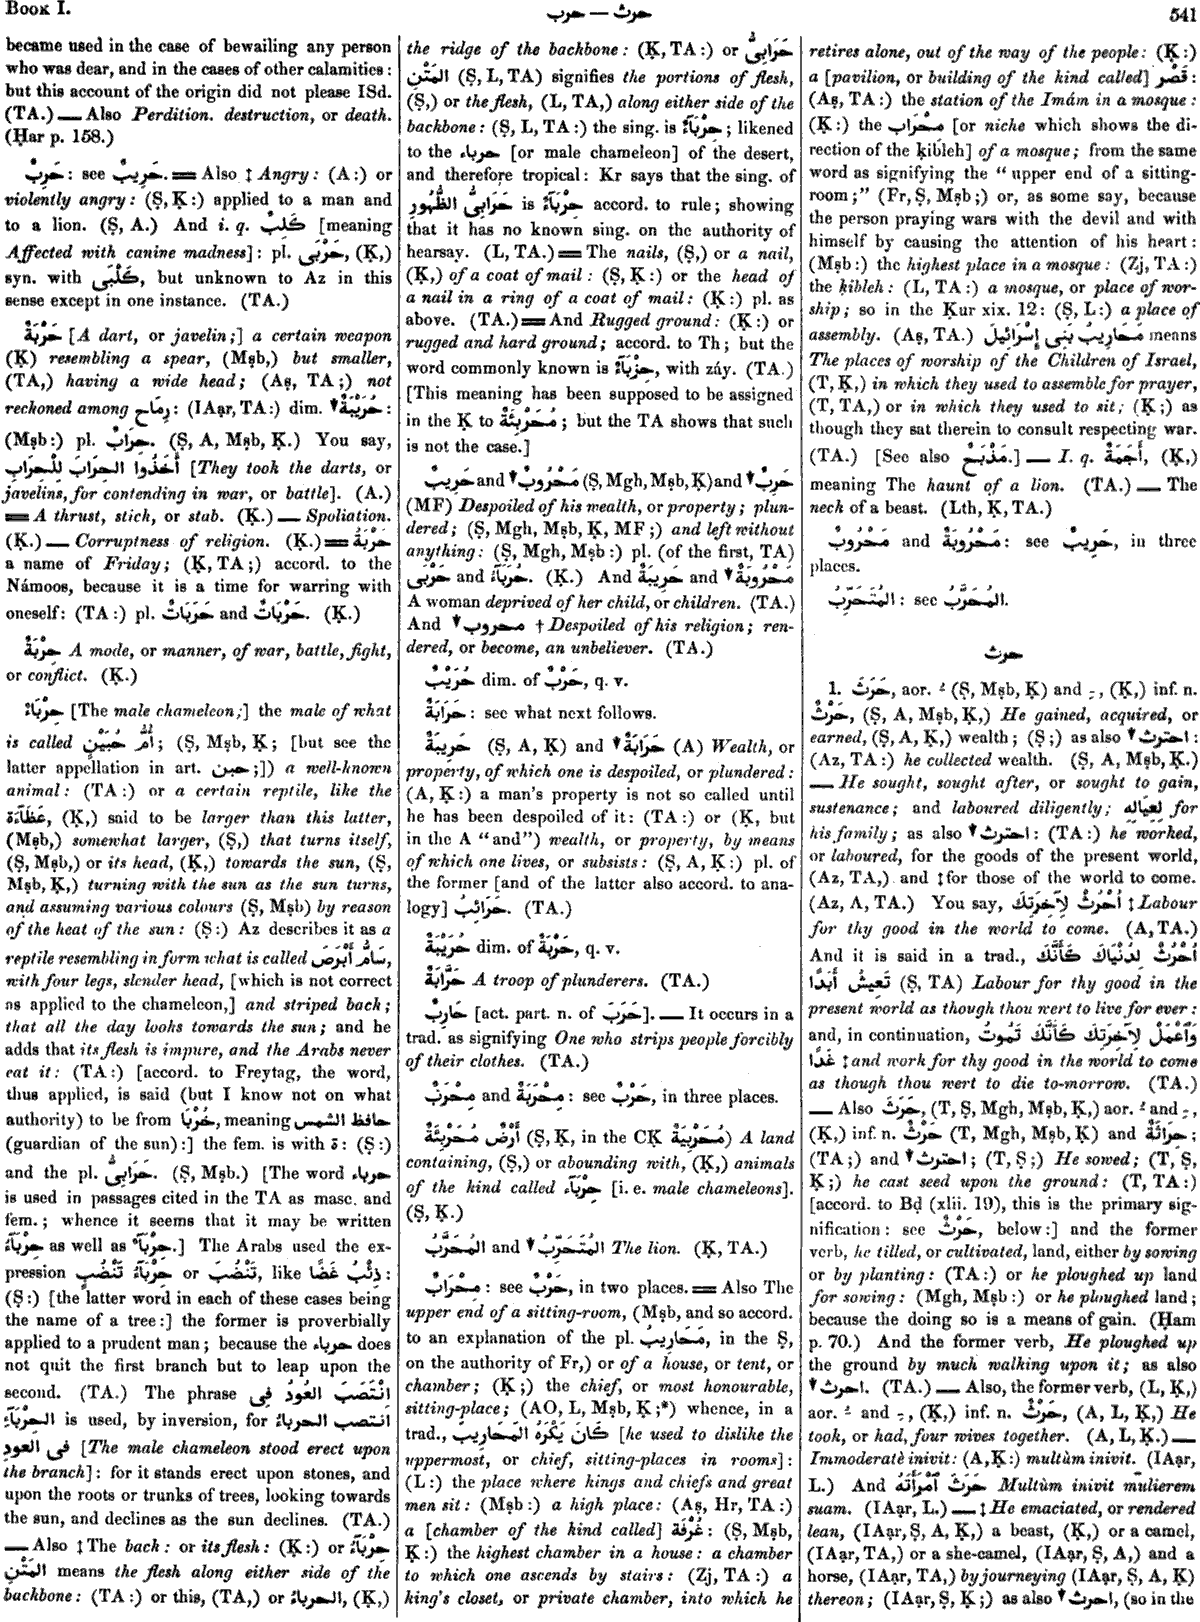 BOOK I.
حرب — حرث
541
became used in the case of bewailing any person
who was dear, and in the cases of other calamities :
but this account of the origin did not please ISd.
(TA.) — Also Perdition. destruction, or death.
(Ḥar p. 158.)
حَرِبٌ : see حَرِيبٌ. ═ Also ‡ Angry : (A :) or
violently angry : (Ṣ, Ḳ :) applied to a man and
to a lion. (Ṣ, A.) And i. q. كَلِبٌ [meaning
Affected with canine madness] : pl. حَرْبَى, (Ḳ,)
syn. with كَلْبَى, but unknown to Az in this
sense except in one instance. (TA.)
حَرْبَةٌ [A dart, or javelin ;] a certain weapon
(Ḳ) resembling a spear, (Mṣb,) but smaller,
(TA,) having a wide head ; (Aṣ, TA ;) not
reckoned among رِمَاح : (IAạr, TA :) dim. ▼ حُرَيْبَةٌ :
(Mṣb :) pl. حِرَابٌ. (Ṣ, A, Mṣb, Ḳ.) You say,
أَخَذُوا الحِرَابَ لِلْحِرَابِ [They took the darts, or
javelins, for contending in war, or battle]. (A.)
═ A thrust, stick, or stab. (Ḳ.) — Spoliation.
(Ḳ.) — Corruptness of religion. (Ḳ.) ═ حَرْبَةُ
a name of Friday ; (Ḳ, TA ;) accord. to the
Námoos, because it is a time for warring with
oneself : (TA :) pl. حَرَبَاتٌ and حَرْبَاتٌ. (Ḳ.)
حِرْبَةٌ A mode, or manner, of war, battle, fight,
or conflict. (Ḳ.)
حِرْبَاءٌ [The male chameleon ;] the male of what
is called أُمُّ حُبَيْنٍ ; (Ṣ, Mṣb, Ḳ ; [but see the
latter appellation in art. حبن ;]) a well-known
animal : (TA :) or a certain reptile, like the
عَظَآءَة, (Ḳ,) said to be larger than this latter,
(Mṣb,) somewhat larger, (Ṣ,) that turns itself,
(Ṣ, Mṣb,) or its head, (Ḳ,) towards the sun, (Ṣ,
Mṣb, Ḳ,) turning with the sun as the sun turns,
and assuming various colours (Ṣ, Mṣb) by reason
of the heat of the sun : (Ṣ :) Az describes it as a
reptile resembling in form what is called سَامُّ أَبْرَصَ,
with four legs, slender head, [which is not correct
as applied to the chameleon,] and striped back ;
that all the day looks towards the sun ; and he
adds that its flesh is impure, and the Arabs never
eat it : (TA :) [accord. to Freytag, the word,
thus applied, is said (but I know not on what
authority) to be from حُرْبَا, meaning حافظ الشمس
(guardian of the sun) :] the fem. is with ة : (Ṣ :)
and the pl. حَرَابِىُّ. (Ṣ, Mṣb.) [The word حرباء
is used in passages cited in the TA as masc. and
fem. ; whence it seems that it may be written
حِرْبَآءُ as well as حِرْبَآءٌ.] The Arabs used the ex-
pression حِرْبَآءُ تَنْضُبٍ or تَنْضُبَ, like ذِئْبُ غَضًا :
(Ṣ :) [the latter word in each of these cases being
the name of a tree :] the former is proverbially
applied to a prudent man ; because the حرباء does
not quit the first branch but to leap upon the
second. (TA.) The phrase اِنْتَصَبَ العُودُ فِى
الحِرْبَآءِ is used, by inversion, for انتصب الحرباءُ
فى العودِ [The male chameleon stood erect upon
the branch] : for it stands erect upon stones, and
upon the roots or trunks of trees, looking towards
the sun, and declines as the sun declines. (TA.)
— Also ‡ The back : or its flesh : (Ḳ :) or حِرْبَآءُ
المَتْنِ means the flesh along either side of the
backbone : (TA :) or this, (TA,) or الحرباءُ, (Ḳ,)
the ridge of the backbone : (Ḳ, TA :) or حَرَابِىُّ
المَتْنِ (Ṣ, L, TA) signifies the portions of flesh,
(Ṣ,) or the flesh, (L, TA,) along either side of the
backbone : (Ṣ, L, TA :) the sing. is حِرْبَآءٌ ; likened
to the حرباء [or male chameleon] of the desert,
and therefore tropical : Kr says that the sing. of
حَرَابِىُّ الظُّهُورِ is حِرْبَآءٌ accord. to rule ; showing
that it has no known sing. on the authority of
hearsay. (L, TA.) ═ The nails, (Ṣ,) or a nail,
(Ḳ,) of a coat of mail : (Ṣ, Ḳ :) or the head of
a nail in a ring of a coat of mail : (Ḳ :) pl. as
above. (TA.) ═ And Rugged ground : (Ḳ :) or
rugged and hard ground ; accord. to Th ; but the
word commonly known is حِزْبَآءٌ, with záy. (TA.)
[This meaning has been supposed to be assigned
in the Ḳ to مُحَرْبِئَةٌ ; but the TA shows that such
is not the case.]
حَرِيبٌ and ▼ مَحْرُوبٌ (Ṣ, Mgh, Mṣb, Ḳ) and ▼ حَرِبٌ
(MF) Despoiled of his wealth, or property ; plun-
dered ; (Ṣ, Mgh, Mṣb, Ḳ, MF ;) and left without
anything : (Ṣ, Mgh, Mṣb :) pl. (of the first, TA)
حَرْبَى and حُرَبَآءُ. (Ḳ.) And حَرِيبَةٌ and ▼ مَحْرُوبَةٌ
A woman deprived of her child, or children. (TA.)
And ▼ محروب † Despoiled of his religion ; ren-
dered, or become, an unbeliever. (TA.)
حُرَيْبٌ dim. of حَرْبٌ, q. v.
حَرَابَةٌ : see what next follows.
حَرِيبَةٌ (Ṣ, A, Ḳ) and ▼ حَرَابَةٌ (A) Wealth, or
property, of which one is despoiled, or plundered :
(A, Ḳ :) a man's property is not so called until
he has been despoiled of it : (TA :) or (Ḳ, but
in the A "and") wealth, or property, by means
of which one lives, or subsists : (Ṣ, A, Ḳ :) pl. of
the former [and of the latter also accord. to ana-
logy] حَرَائِبُ. (TA.)
حُرَيْبَةٌ dim. of حَرْبَةٌ, q. v.
حَرَّابَةٌ A troop of plunderers. (TA.)
حَارِبٌ [act. part. n. of حَرَبَ]. — It occurs in a
trad. as signifying One who strips people forcibly
of their clothes. (TA.)
مِحْرَبٌ and مِحْرَبَةٌ : see حَرْبٌ, in three places.
أَرْضٌ مُحَرْبِئَةٌ (Ṣ, Ḳ, in the CḲ مُحَرْبِيَةٌ) A land
containing, (Ṣ,) or abounding with, (Ḳ,) animals
of the kind called حِرْبَآء [i. e. male chameleons].
(Ṣ, Ḳ.)
المُحَرَّبُ and ▼ المُتَحَرِّبُ The lion. (Ḳ, TA.)
مِحْرَابٌ : see حَرْبٌ, in two places. ═ Also The
upper end of a sitting-room, (Mṣb, and so accord.
to an explanation of the pl. مَحَارِيبُ, in the Ṣ,
on the authority of Fr,) or of a house, or tent, or
chamber ; (Ḳ ;) the chief, or most honourable,
sitting-place ; (AO, L, Mṣb, Ḳ ;*) whence, in a
trad., كَانَ يَكْرَهُ المَحَارِيبَ [he used to dislike the
uppermost, or chief, sitting-places in rooms] :
(L :) the place where kings and chiefs and great
men sit : (Mṣb :) a high place : (Aṣ, Hr, TA :)
a [chamber of the kind called] غُرْفَة : (Ṣ, Mṣb,
Ḳ :) the highest chamber in a house : a chamber
to which one ascends by stairs : (Zj, TA :) a
king's closet, or private chamber, into which he
retires alone, out of the way of the people : (Ḳ :)
a [pavilion, or building of the kind called] قَصْر :
(Aṣ, TA :) the station of the Imám in a mosque :
(Ḳ :) the مِحْرَاب [or niche which shows the di-
rection of the ḳibleh] of a mosque ; from the same
word as signifying the "upper end of a sitting-
room ;" (Fr, Ṣ, Mṣb ;) or, as some say, because
the person praying wars with the devil and with
himself by causing the attention of his heart :
(Mṣb :) the highest place in a mosque : (Zj, TA :)
the ḳibleh : (L, TA :) a mosque, or place of wor-
ship ; so in the Ḳur xix. 12 : (Ṣ, L :) a place of
assembly. (Aṣ, TA.) مَحَارِيبُ بَنِى إِسْرَائِيلَ means
The places of worship of the Children of Israel,
(T, Ḳ,) in which they used to assemble for prayer,
(T, TA,) or in which they used to sit ; (Ḳ ;) as
though they sat therein to consult respecting war.
(TA.) [See also مَذْبَحٌ.] — I. q. أَجَمَةٌ, (Ḳ,)
meaning The haunt of a lion. (TA.) — The
neck of a beast. (Lth, Ḳ, TA.)
مَحْرُوبٌ and مَحْرُوبَةٌ : see حَرِيبٌ, in three
places.
المُتَحَرِّبُ : see المُحَرَّبُ.
حرث
1. حَرَثَ, aor. ـُ (Ṣ, Mṣb, Ḳ) and ـِ, (Ḳ,) inf. n.
حَرْثٌ, (Ṣ, A, Mṣb, Ḳ,) He gained, acquired, or
earned, (Ṣ, A, Ḳ,) wealth ; (Ṣ ;) as also ▼ احترث :
(Az, TA :) he collected wealth. (Ṣ, A, Mṣb, Ḳ.)
— He sought, sought after, or sought to gain,
sustenance ; and laboured diligently ; لِعِيَالِهِ for
his family ; as also ▼ احترث : (TA :) he worked,
or laboured, for the goods of the present world,
(Az, TA,) and ‡ for those of the world to come.
(Az, A, TA.) You say, اُحْرُثْ لِآخِرَتِكَ ‡ Labour
for thy good in the world to come. (A, TA.)
And it is said in a trad., اُحْرُثْ لِدُنْيَاكَ كَأَنَّكَ
تَعِيشُ أَبَدًا (Ṣ, TA) Labour for thy good in the
present world as though thou wert to live for ever :
and, in continuation, وَاعْمَلْ لِآخِرَتِكَ كَأَنَّكَ تَمُوتُ
غَدًا ‡ and work for thy good in the world to come
as though thou wert to die to-morrow. (TA.)
— Also حَرَثَ, (T, Ṣ, Mgh, Mṣb, Ḳ,) aor. ـُ and ـِ,
(Ḳ,) inf. n. حَرْثٌ (T, Mgh, Mṣb, Ḳ) and حِرَاثَةٌ ;
(TA ;) and ▼ احترث ; (T, Ṣ ;) He sowed ; (T, Ṣ,
Ḳ ;) he cast seed upon the ground : (T, TA :)
[accord. to Bḍ (xlii. 19), this is the primary sig-
nification : see حَرْثٌ, below :] and the former
verb, he tilled, or cultivated, land, either by sowing
or by planting : (TA :) or he ploughed up land
for sowing : (Mgh, Mṣb :) or he ploughed land ;
because the doing so is a means of gain. (Ḥam
p. 70.) And the former verb, He ploughed up
the ground by much walking upon it ; as also
▼ احرث. (TA.) — Also, the former verb, (L, Ḳ,)
aor. ـُ and ـِ, (Ḳ,) inf. n. حَرْثٌ, (A, L, Ḳ,) He
took, or had, four wives together. (A, L, Ḳ.) —
Immoderatè inivit : (A, Ḳ :) multùm inivit. (IAạr,
L.) And حَرَثَ ٱمْرَأَتَهُ Multùm inivit mulierem
suam. (IAạr, L.) — ‡ He emaciated, or rendered
lean, (IAạr, Ṣ, A, Ḳ,) a beast, (Ḳ,) or a camel,
(IAạr, TA,) or a she-camel, (IAạr, Ṣ, A,) and a
horse, (IAạr, TA,) by journeying (IAạr, Ṣ, A, Ḳ)
thereon ; (IAạr, Ṣ, Ḳ ;) as also ▼ احرث, (so in the